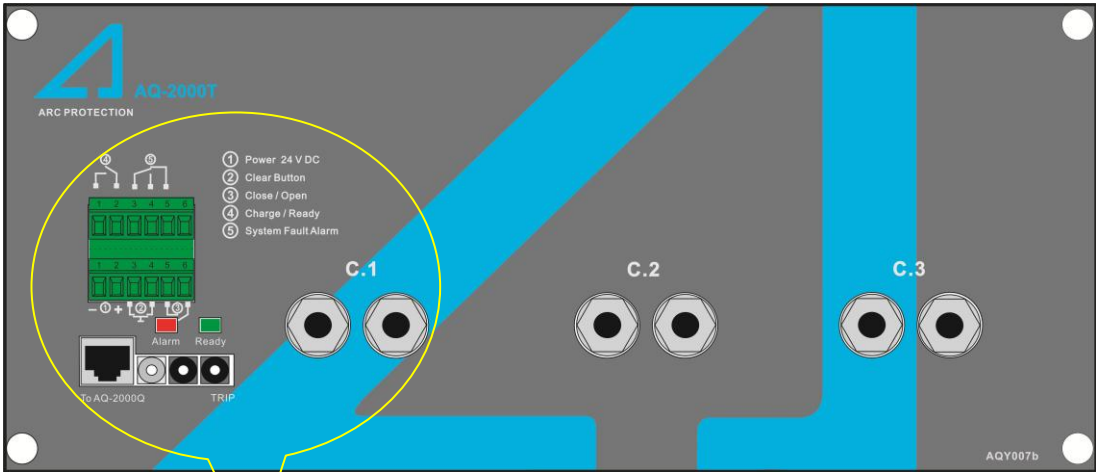 AQ-2000T
ARC PROTECTION
④ ⑤
① Power 24 V DC
② Clear Button
③ Close / Open
④ Charge / Ready
⑤ System Fault Alarm
1 2 3 4 5 6
1 2 3 4 5 6
– ① + ② ③
Alarm Ready
To AQ-2000Q TRIP
C.1 C.2 C.3
AQY007b